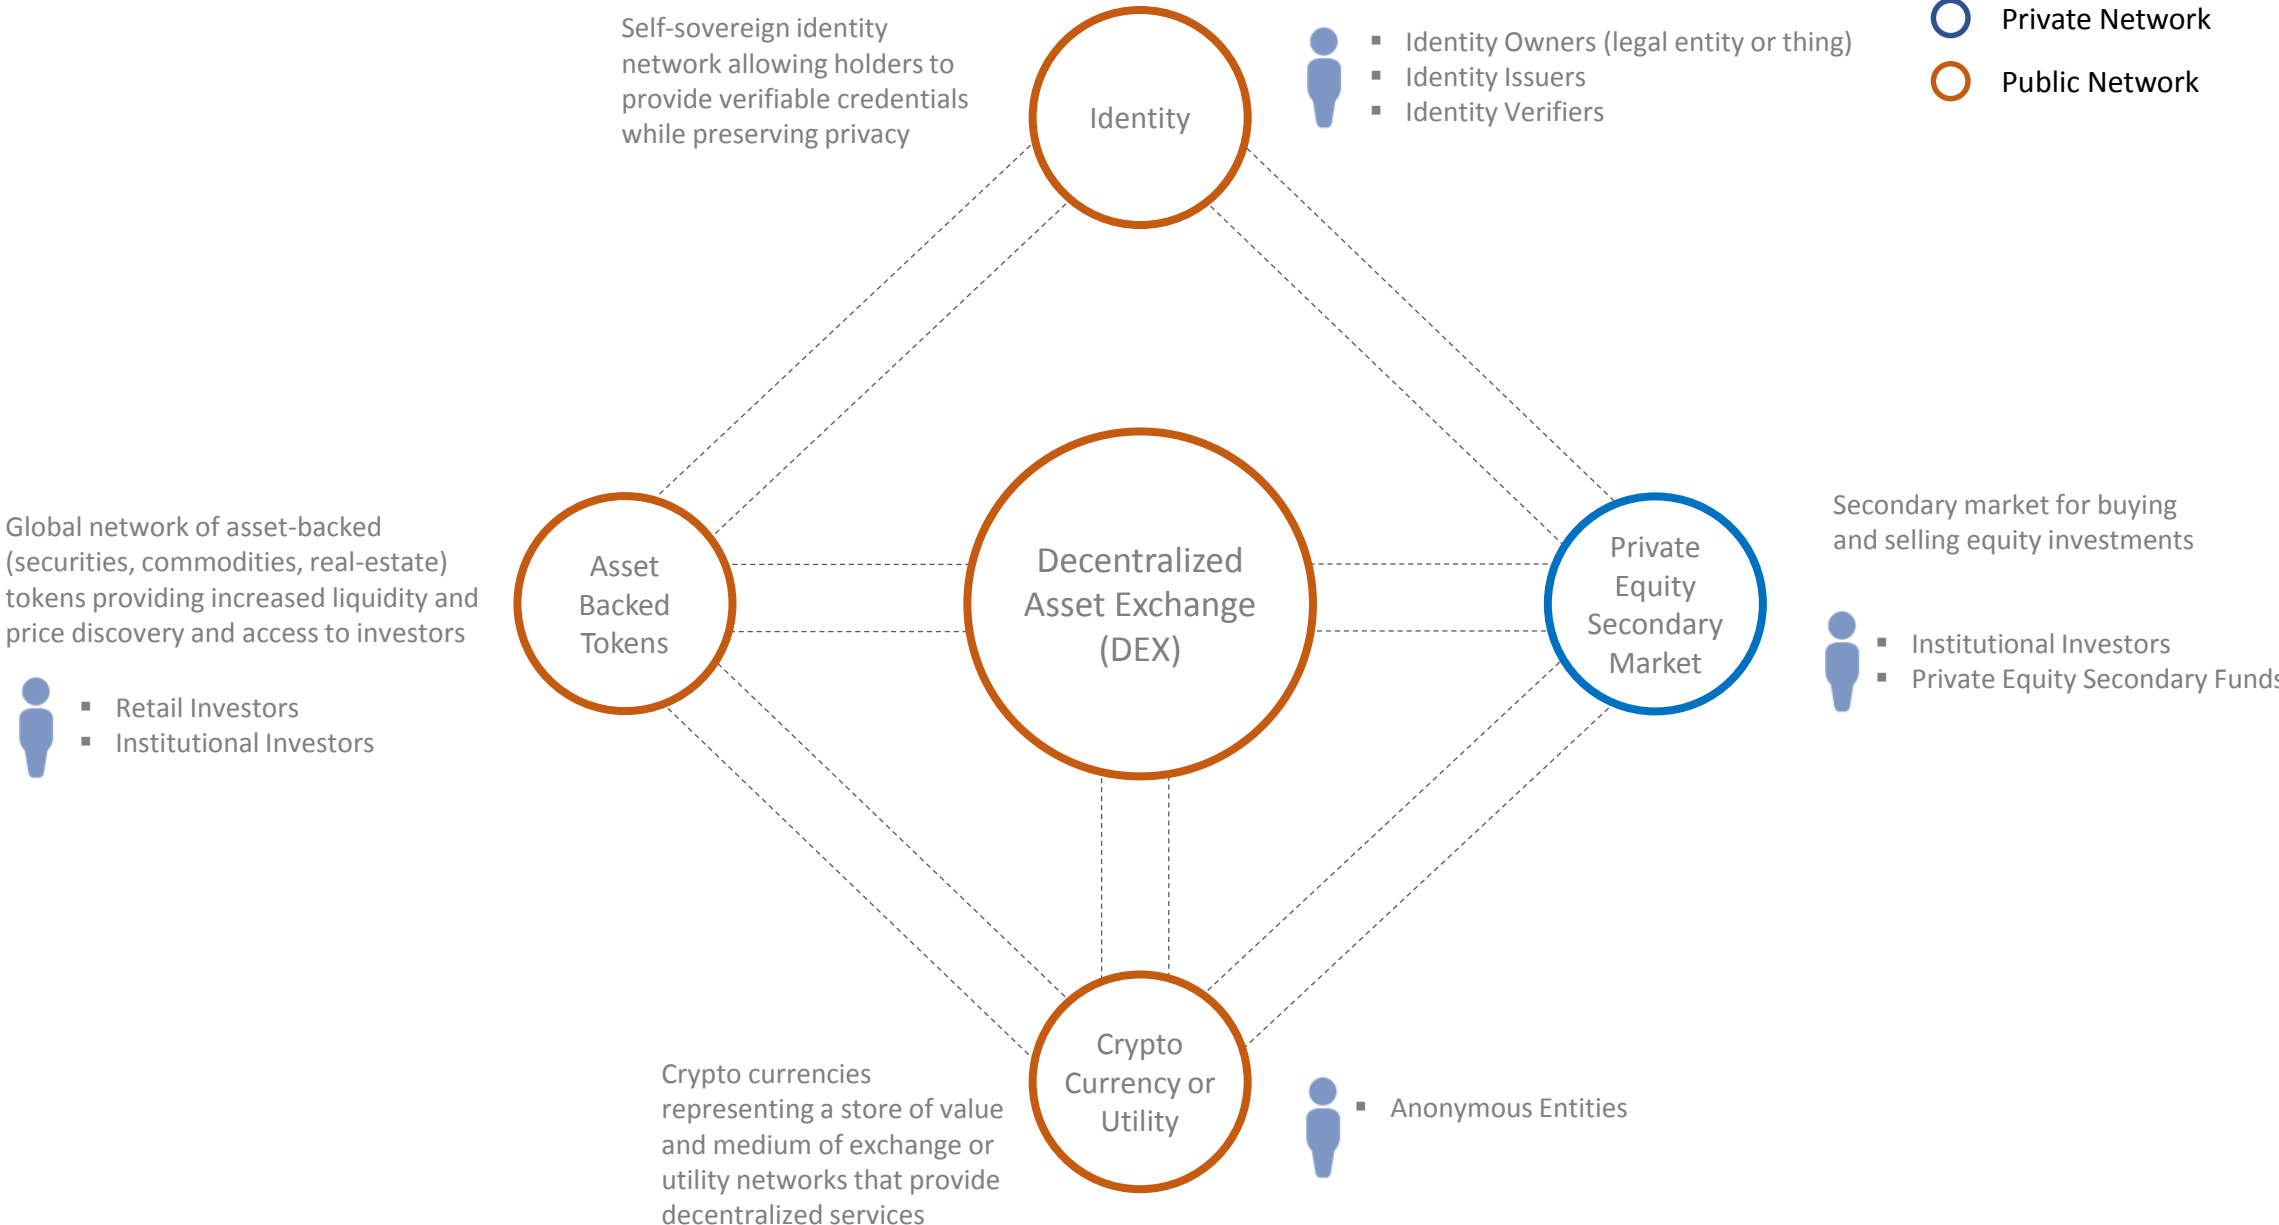 Private Network
Public Network
Self-sovereign identity
network allowing holders to
provide verifiable credentials
while preserving privacy
Identity
▪ Identity Owners (legal entity or thing)
▪ Identity Issuers
▪ Identity Verifiers
Global network of asset-backed
(securities, commodities, real-estate)
tokens providing increased liquidity and
price discovery and access to investors
▪ Retail Investors
▪ Institutional Investors
Asset
Backed
Tokens
Decentralized
Asset Exchange
(DEX)
Private
Equity
Secondary
Market
Secondary market for buying
and selling equity investments
▪ Institutional Investors
▪ Private Equity Secondary Funds
Crypto currencies
representing a store of value
and medium of exchange or
utility networks that provide
decentralized services
Crypto
Currency or
Utility
▪ Anonymous Entities